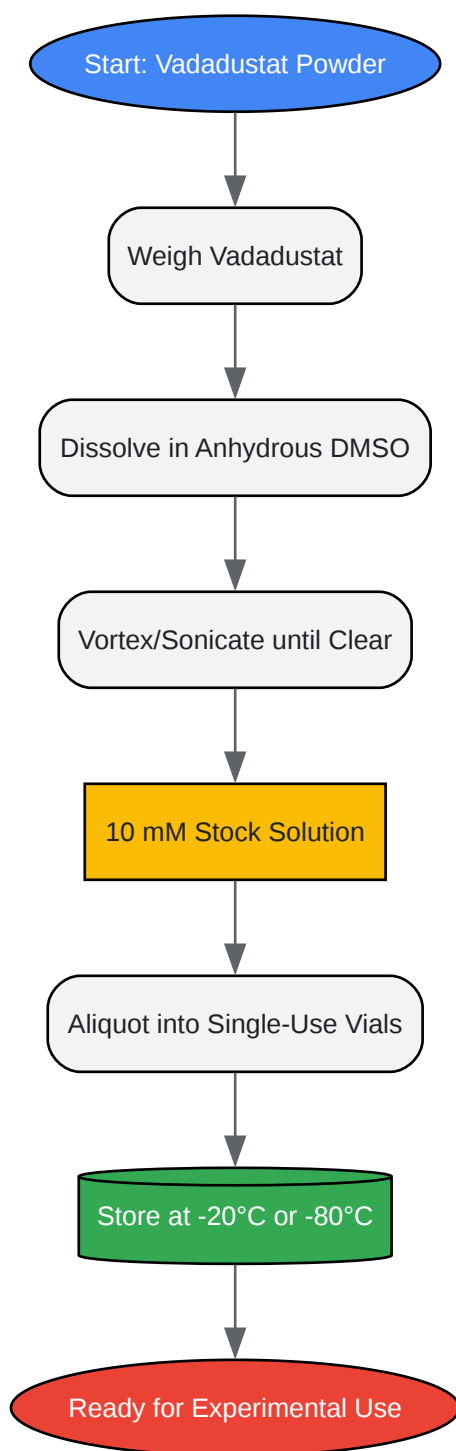 Start: Vadadustat Powder
Weigh Vadadustat
Dissolve in Anhydrous DMSO
Vortex/Sonicate until Clear
10 mM Stock Solution
Aliquot into Single-Use Vials
Store at -20°C or -80°C
Ready for Experimental Use